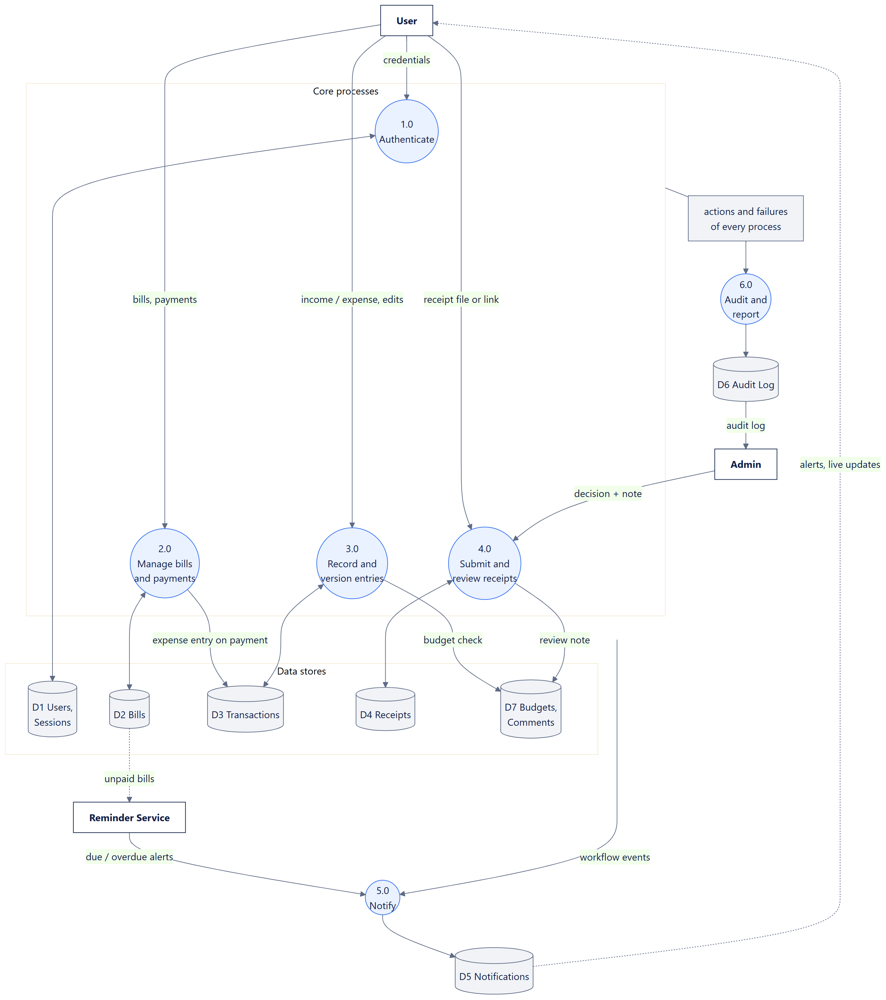 User
credentials
Core processes
1.0
Authenticate
actions and failures
of every process
bills, payments
income / expense, edits
receipt file or link
6.0
Audit and
report
D6 Audit Log
audit log
Admin
alerts, live updates
decision + note
2.0
Manage bills
and payments
3.0
Record and
version entries
4.0
Submit and
review receipts
expense entry on payment
budget check
review note
Data stores
D1 Users,
Sessions
D2 Bills
D3 Transactions
D4 Receipts
D7 Budgets,
Comments
unpaid bills
Reminder Service
due / overdue alerts
workflow events
5.0
Notify
D5 Notifications